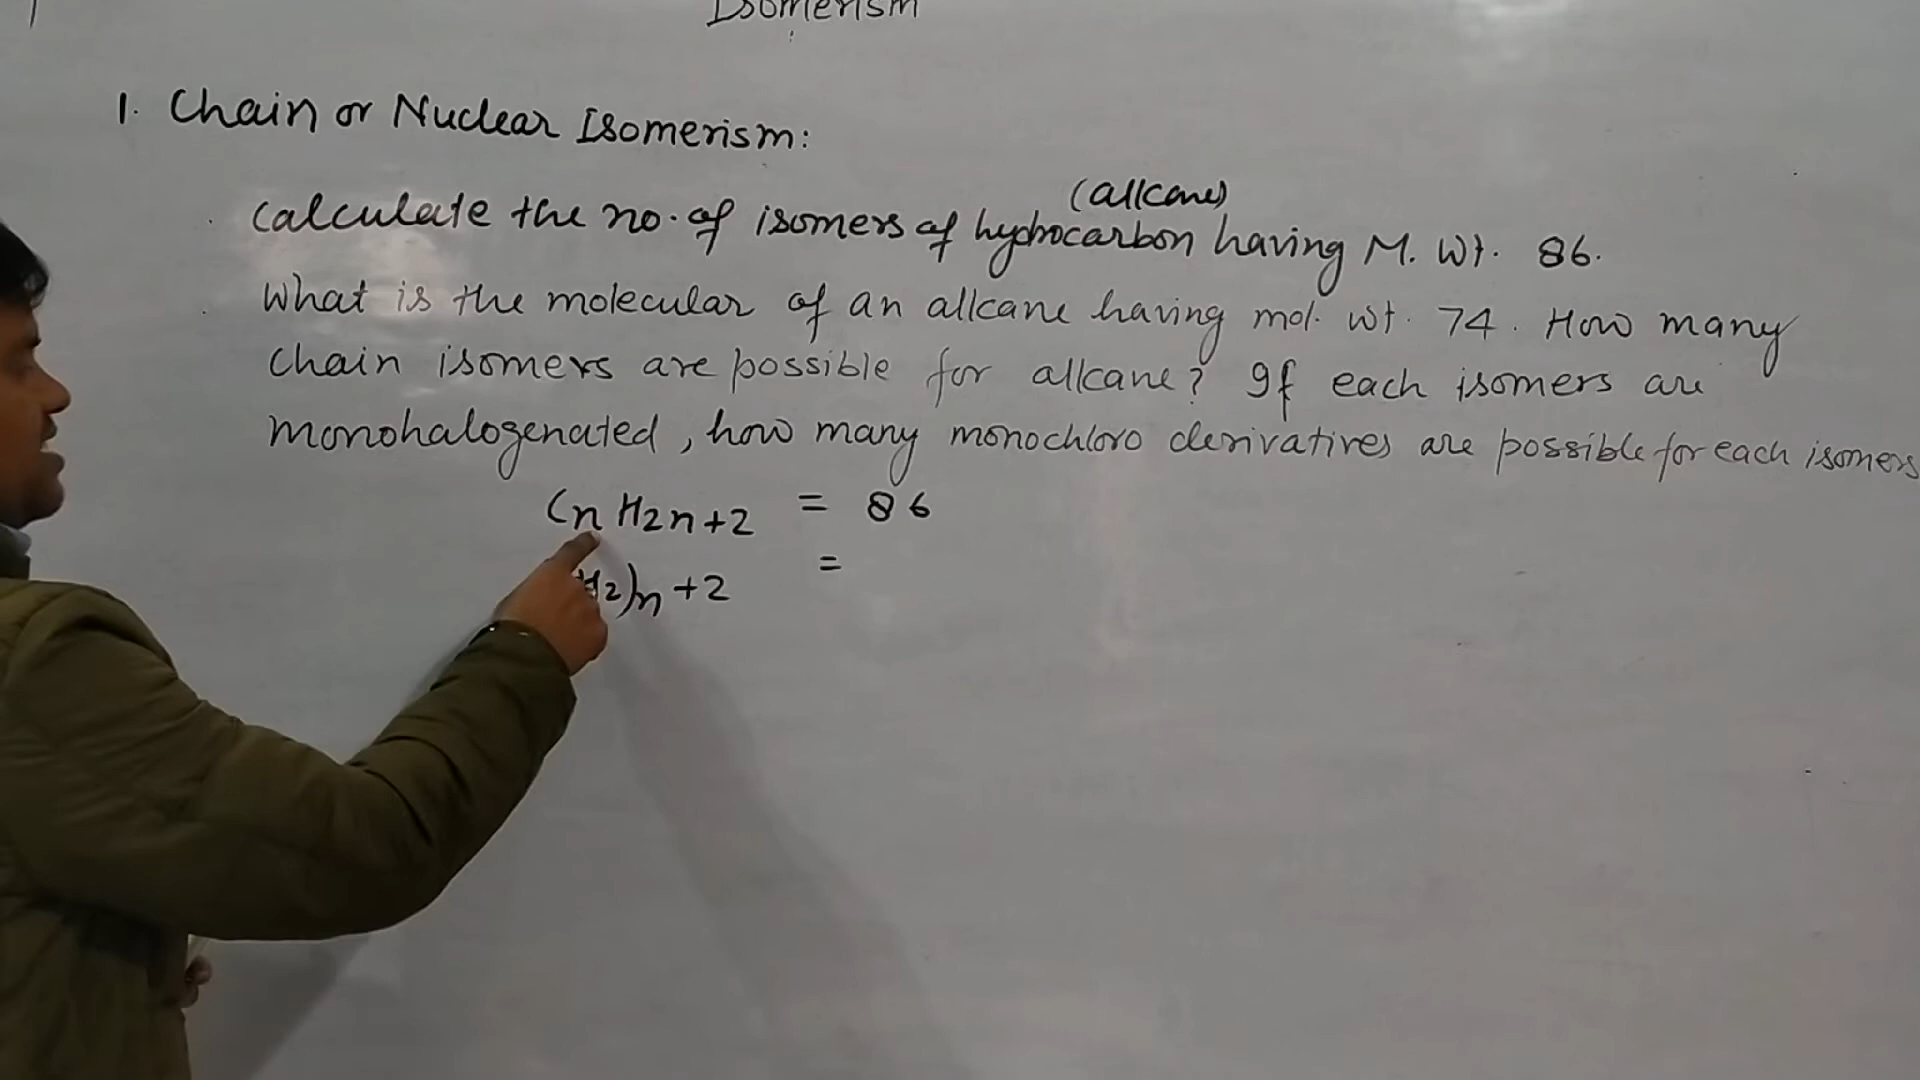 Isomerism
1. Chain or Nuclear Isomerism:
(alkane)
Calculate the no. of isomers of hydrocarbon having M. Wt. 86.
What is the molecular of an alkane having mol. wt. 74. How many
chain isomers are possible for alkane? If each isomers are
monohalogenated, how many monochloro derivatives are possible for each isomers
CnH2n+2 = 86
H2)n+2 =